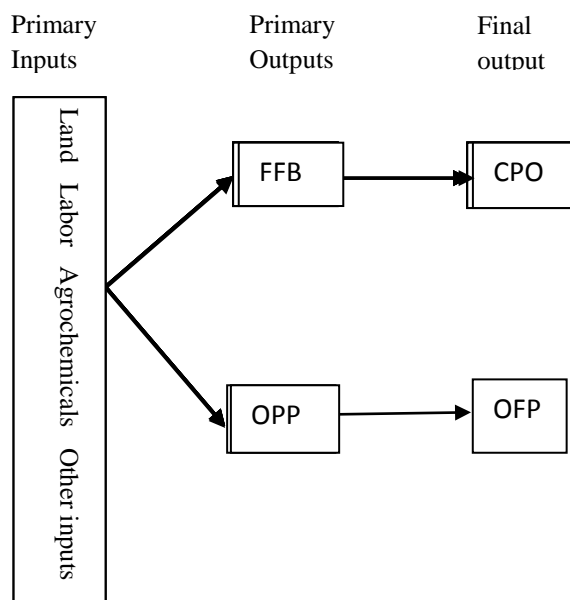 Primary
Inputs
Primary
Outputs
Final
output
Land Labor Agrochemicals Other inputs
FFB
CPO
OPP
OFP